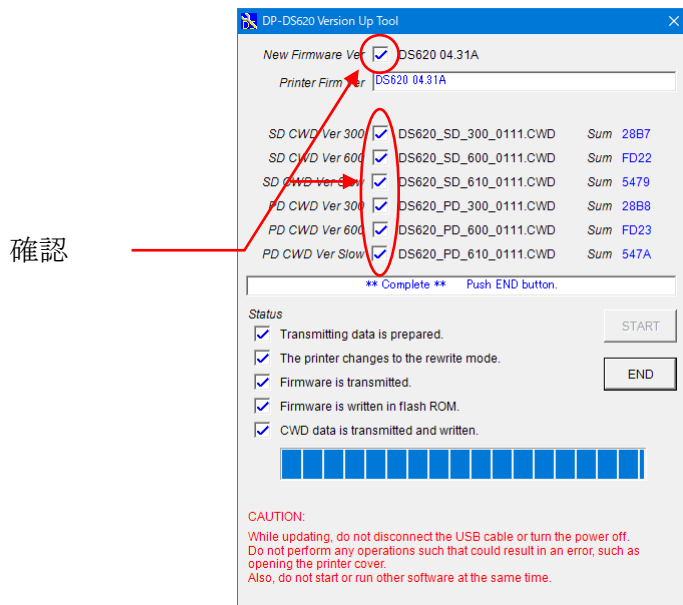 DP-DS620 Version Up Tool
New Firmware Ver DS620 04.31A
Printer Firm Ver DS620 04.31A
SD CWD Ver 300 DS620_SD_300_0111.CWD Sum 28B7
SD CWD Ver 600 DS620_SD_600_0111.CWD Sum FD22
SD CWD Ver Slow DS620_SD_610_0111.CWD Sum 5479
PD CWD Ver 300 DS620_PD_300_0111.CWD Sum 28B8
PD CWD Ver 600 DS620_PD_600_0111.CWD Sum FD23
確認
PD CWD Ver Slow DS620_PD_610_0111.CWD Sum 547A
** Complete ** Push END button.
Status
Transmitting data is prepared.
START
The printer changes to the rewrite mode.
Firmware is transmitted.
END
Firmware is written in flash ROM.
CWD data is transmitted and written.
CAUTION:
While updating, do not disconnect the USB cable or turn the power off.
Do not perform any operations such that could result in an error, such as
opening the printer cover.
Also, do not start or run other software at the same time.